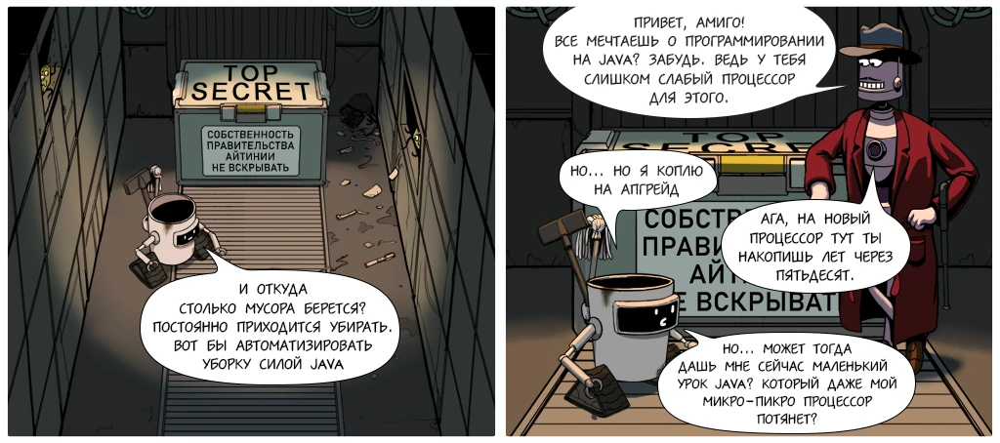 TOP
SECRET
СОБСТВЕННОСТЬ
ПРАВИТЕЛЬСТВА
АЙТИНИИ
НЕ ВСКРЫВАТЬ
И ОТКУДА
СТОЛЬКО МУСОРА БЕРЕТСЯ?
ПОСТОЯННО ПРИХОДИТСЯ УБИРАТЬ.
ВОТ БЫ АВТОМАТИЗИРОВАТЬ
УБОРКУ СИЛОЙ JAVA
ПРИВЕТ, АМИГО!
ВСЕ МЕЧТАЕШЬ О ПРОГРАММИРОВАНИИ
НА JAVA? ЗАБУДЬ. ВЕДЬ У ТЕБЯ
СЛИШКОМ СЛАБЫЙ ПРОЦЕССОР
ДЛЯ ЭТОГО.
TOP
SECRE
НО... НО Я КОПЛЮ
НА АПГРЕЙД
АГА, НА НОВЫЙ
ПРОЦЕССОР ТУТ ТЫ
НАКОПИШЬ ЛЕТ ЧЕРЕЗ
ПЯТЬДЕСЯТ.
СОБСТВ
ПРАВИ
АЙТИ
НЕ ВСКРЫВАТ
НО... МОЖЕТ ТОГДА
ДАШЬ МНЕ СЕЙЧАС МАЛЕНЬКИЙ
УРОК JAVA? КОТОРЫЙ ДАЖЕ МОЙ
МИКРО-ПИКРО ПРОЦЕССОР
ПОТЯНЕТ?